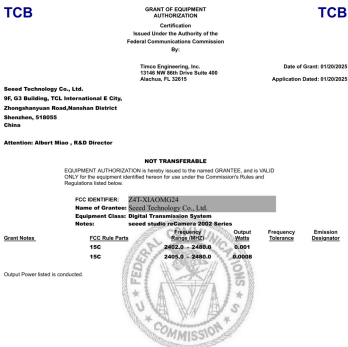 TCB
GRANT OF EQUIPMENT
AUTHORIZATION
TCB
Certification
Issued Under the Authority of the
Federal Communications Commission
By:
Timco Engineering, Inc.
13146 NW 86th Drive Suite 400
Alachua, FL 32615
Date of Grant: 01/20/2025
Application Dated: 01/20/2025
Seeed Technology Co., Ltd.
9F, G3 Building, TCL International E City,
Zhongshanyuan Road,Nanshan District
Shenzhen, 518055
China
Attention: Albert Miao , R&D Director
NOT TRANSFERABLE
EQUIPMENT AUTHORIZATION is hereby issued to the named GRANTEE, and is VALID
ONLY for the equipment identified hereon for use under the Commission's Rules and
Regulations listed below.
FCC IDENTIFIER: Z4T-XIAOMG24
Name of Grantee: Seeed Technology Co., Ltd.
Equipment Class: Digital Transmission System
Notes: seeed studio reCamera 2002 Series
Grant Notes FCC Rule Parts Frequency Range (MHZ) Output Watts Frequency Tolerance Emission Designator
15C 2402.0 - 2480.0 0.001
15C 2405.0 - 2480.0 0.0008
Output Power listed is conducted.
FEDERAL COMMUNICATIONS COMMISSION
U S